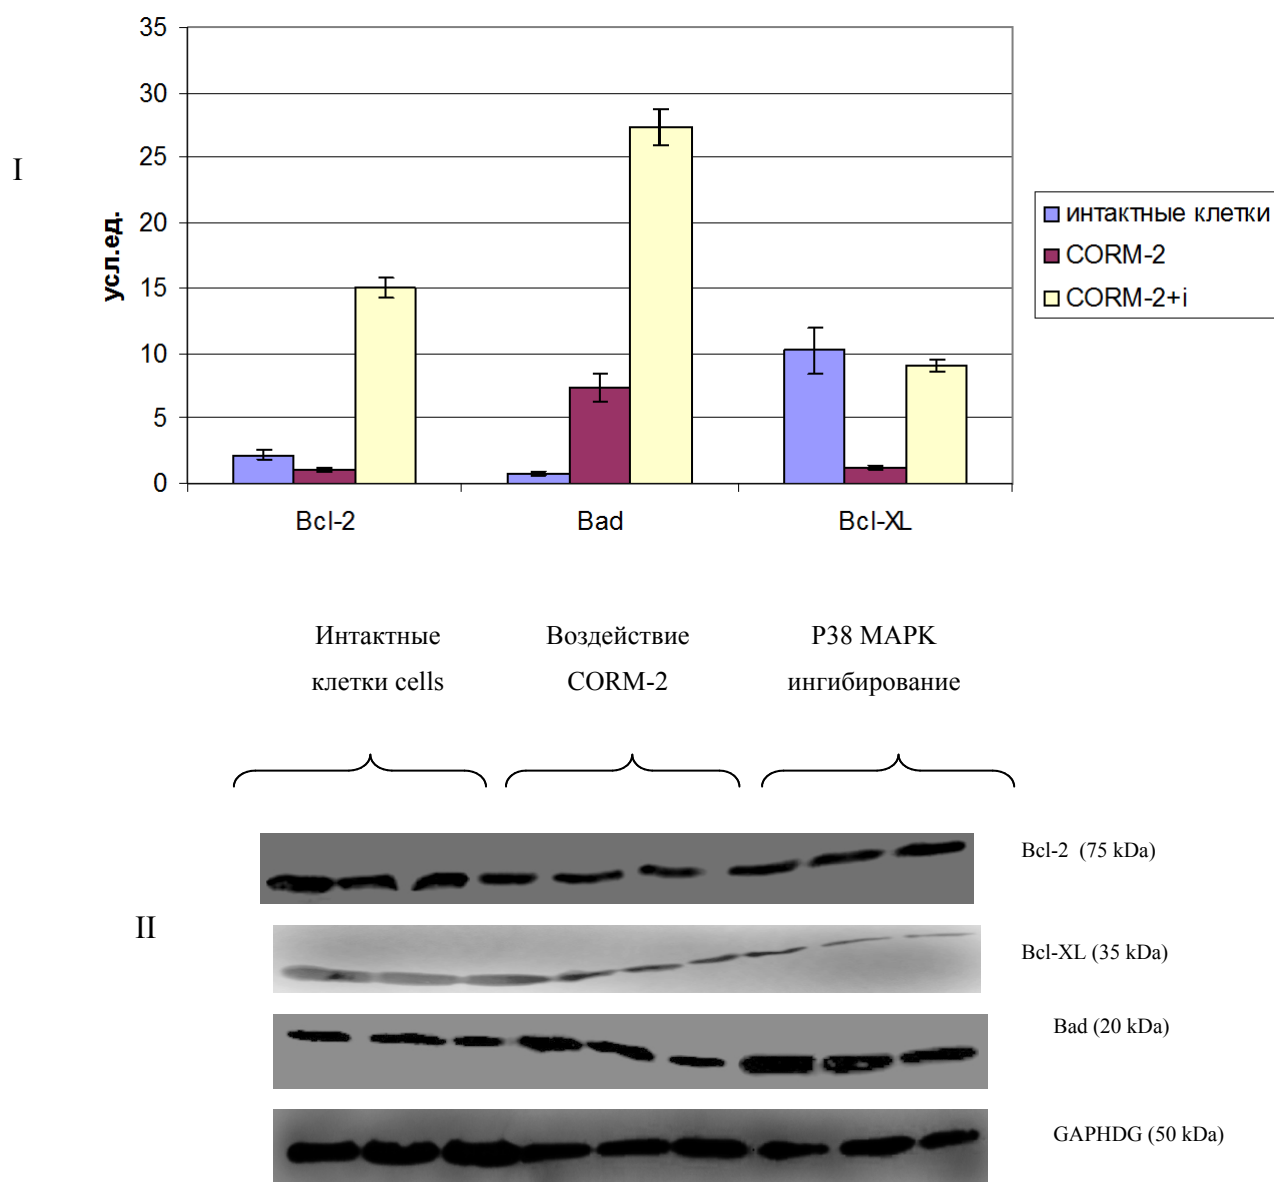 I
усл.ед.
35
30
25
20
15
10
5
0
Bcl-2 Bad Bcl-XL
интактные клетки
CORM-2
CORM-2+i
Интактные Воздействие P38 MAPK
клетки cells CORM-2 ингибирование
II
Bcl-2 (75 kDa)
Bcl-XL (35 kDa)
Bad (20 kDa)
GAPHDG (50 kDa)